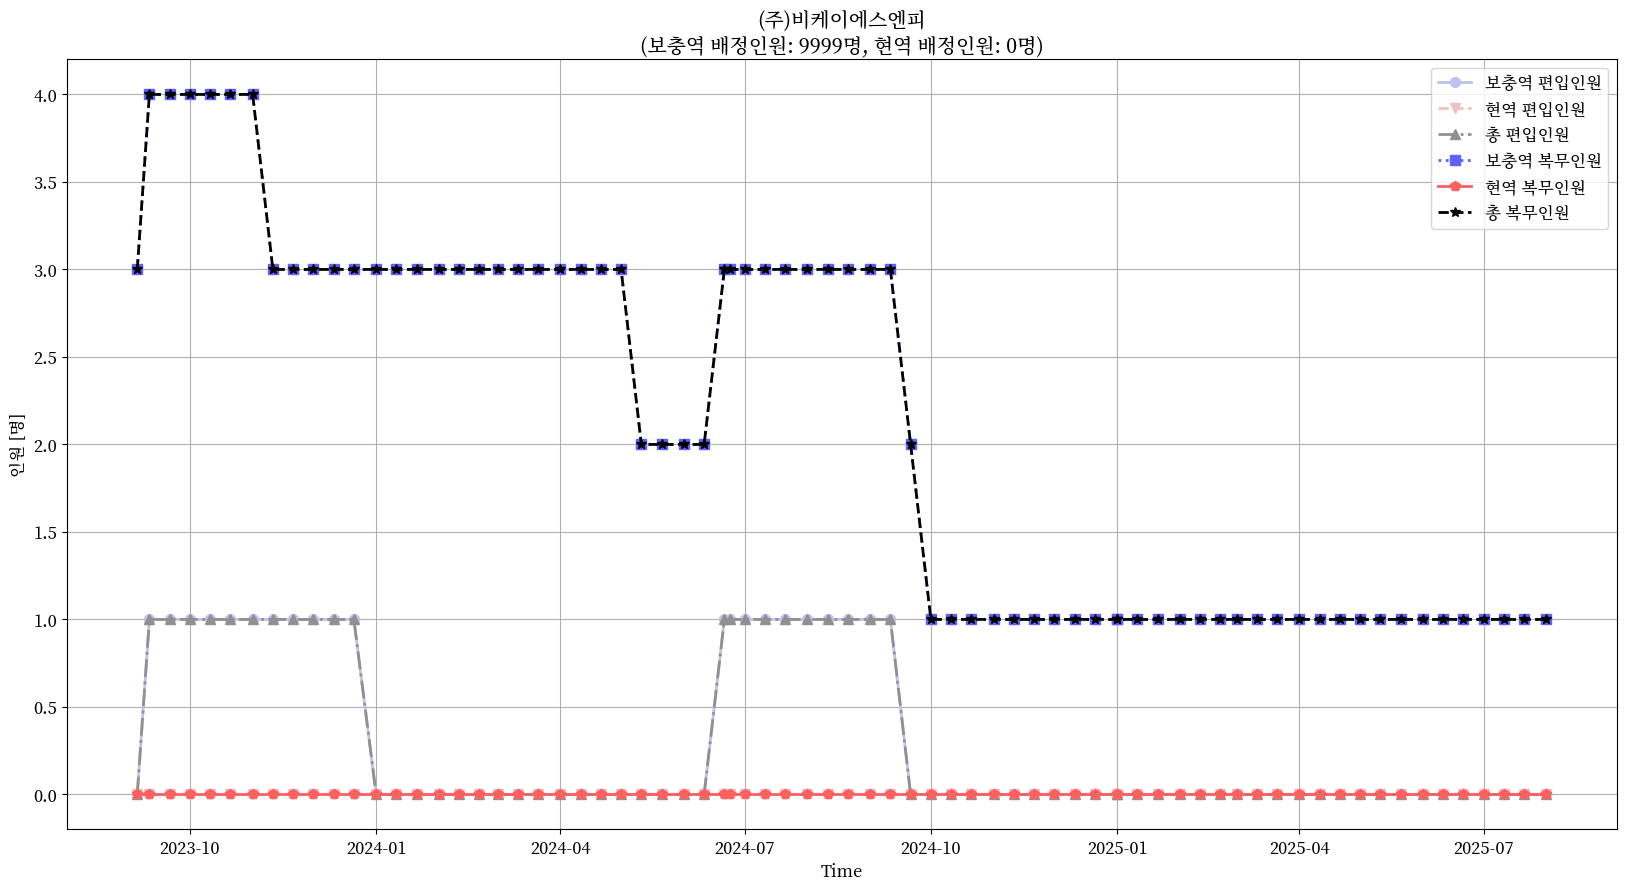 (주)비케이에스엔피
(보충역 배정인원: 9999명, 현역 배정인원: 0명)
보충역 편입인원
현역 편입인원
총 편입인원
보충역 복무인원
현역 복무인원
총 복무인원
인원 [명]
4.0
3.5
3.0
2.5
2.0
1.5
1.0
0.5
0.0
2023-10
2024-01
2024-04
2024-07
2024-10
2025-01
2025-04
2025-07
Time